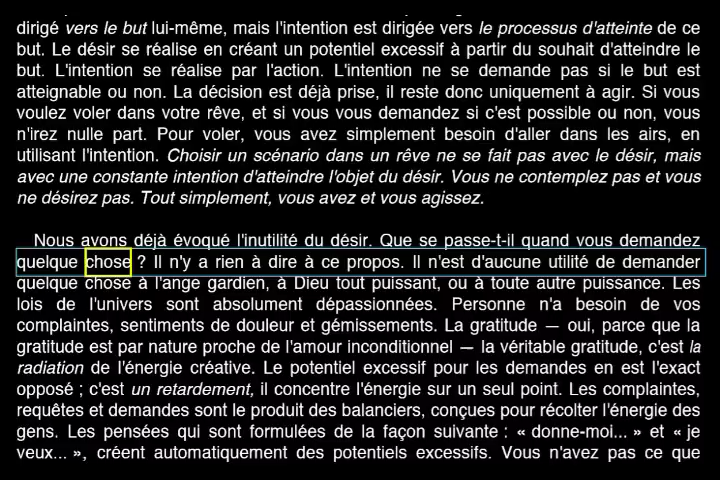 dirigé vers le but lui-même, mais l'intention est dirigée vers le processus d'atteinte de ce
but. Le désir se réalise en créant un potentiel excessif à partir du souhait d'atteindre le
but. L'intention se réalise par l'action. L'intention ne se demande pas si le but est
atteignable ou non. La décision est déjà prise, il reste donc uniquement à agir. Si vous
voulez voler dans votre rêve, et si vous vous demandez si c'est possible ou non, vous
n'irez nulle part. Pour voler, vous avez simplement besoin d'aller dans les airs, en
utilisant l'intention. Choisir un scénario dans un rêve ne se fait pas avec le désir, mais
avec une constante intention d'atteindre l'objet du désir. Vous ne contemplez pas et vous
ne désirez pas. Tout simplement, vous avez et vous agissez.
Nous avons déjà évoqué l'inutilité du désir. Que se passe-t-il quand vous demandez
quelque chose ? Il n'y a rien à dire à ce propos. Il n'est d'aucune utilité de demander
quelque chose à l'ange gardien, à Dieu tout puissant, ou à toute autre puissance. Les
lois de l'univers sont absolument dépassionnées. Personne n'a besoin de vos
complaintes, sentiments de douleur et gémissements. La gratitude — oui, parce que la
gratitude est par nature proche de l'amour inconditionnel — la véritable gratitude, c'est la
radiation de l'énergie créative. Le potentiel excessif pour les demandes en est l'exact
opposé ; c'est un retardement, il concentre l'énergie sur un seul point. Les complaintes,
requêtes et demandes sont le produit des balanciers, conçues pour récolter l'énergie des
gens. Les pensées qui sont formulées de la façon suivante : « donne-moi... » et « je
veux... », créent automatiquement des potentiels excessifs. Vous n'avez pas ce que